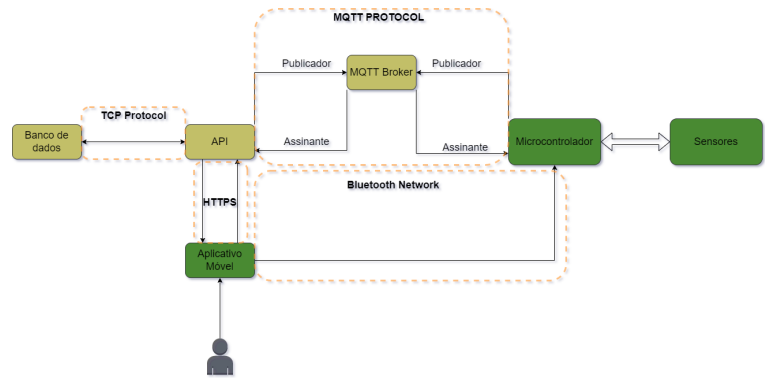 MQTT PROTOCOL
Publicador
MQTT Broker
Publicador
TCP Protocol
Banco de
dados
API
Assinante
Assinante
Microcontrolador
Sensores
Bluetooth Network
HTTPS
Aplicativo
Móvel